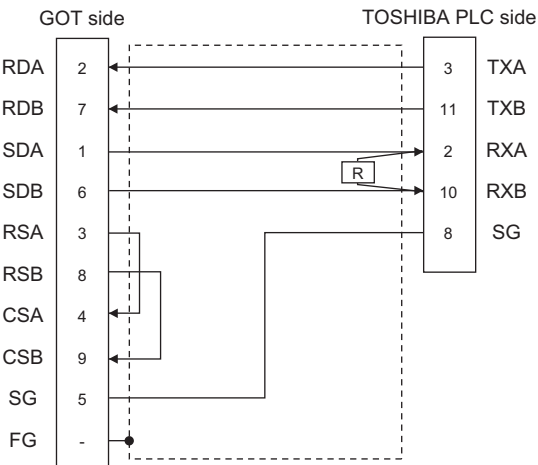 GOT side TOSHIBA PLC side
RDA 2 3 TXA
RDB 7 11 TXB
SDA 1 2 RXA
R
SDB 6 10 RXB
RSA 3 8 SG
RSB 8
CSA 4
CSB 9
SG 5
FG -